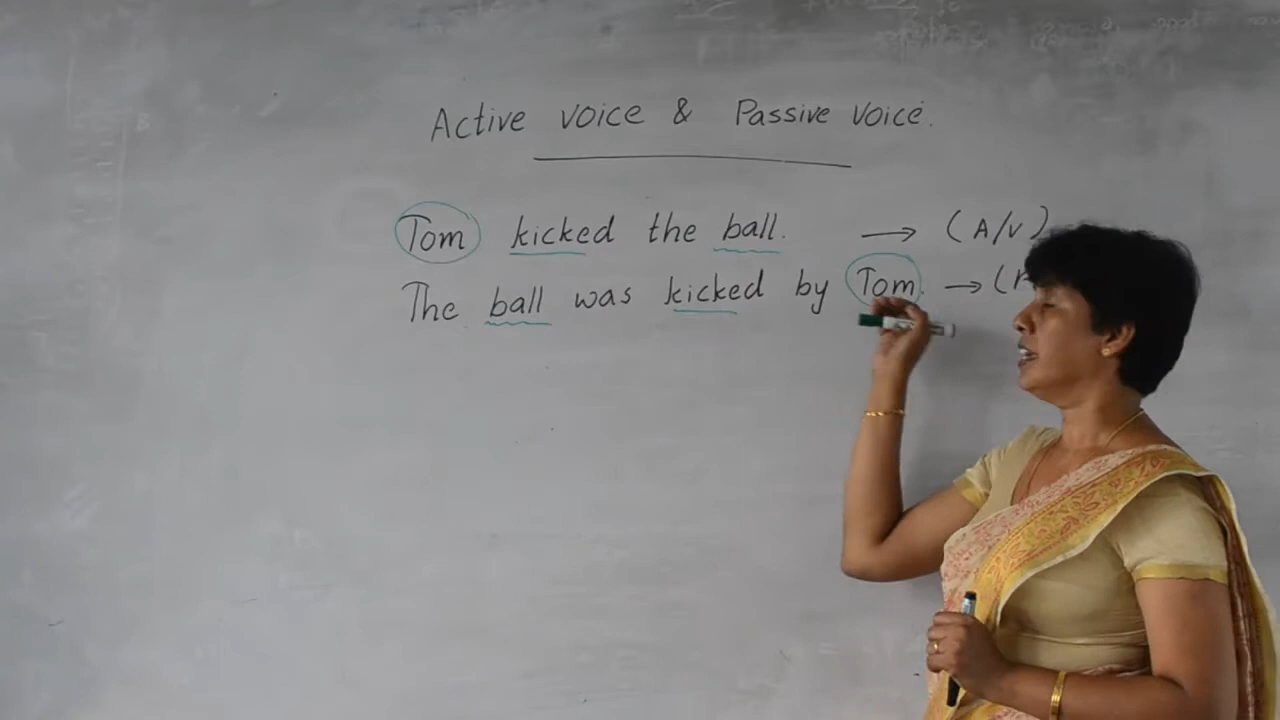 Active voice & Passive voice.
Tom kicked the ball. → (A/V)
The ball was kicked by Tom. → (